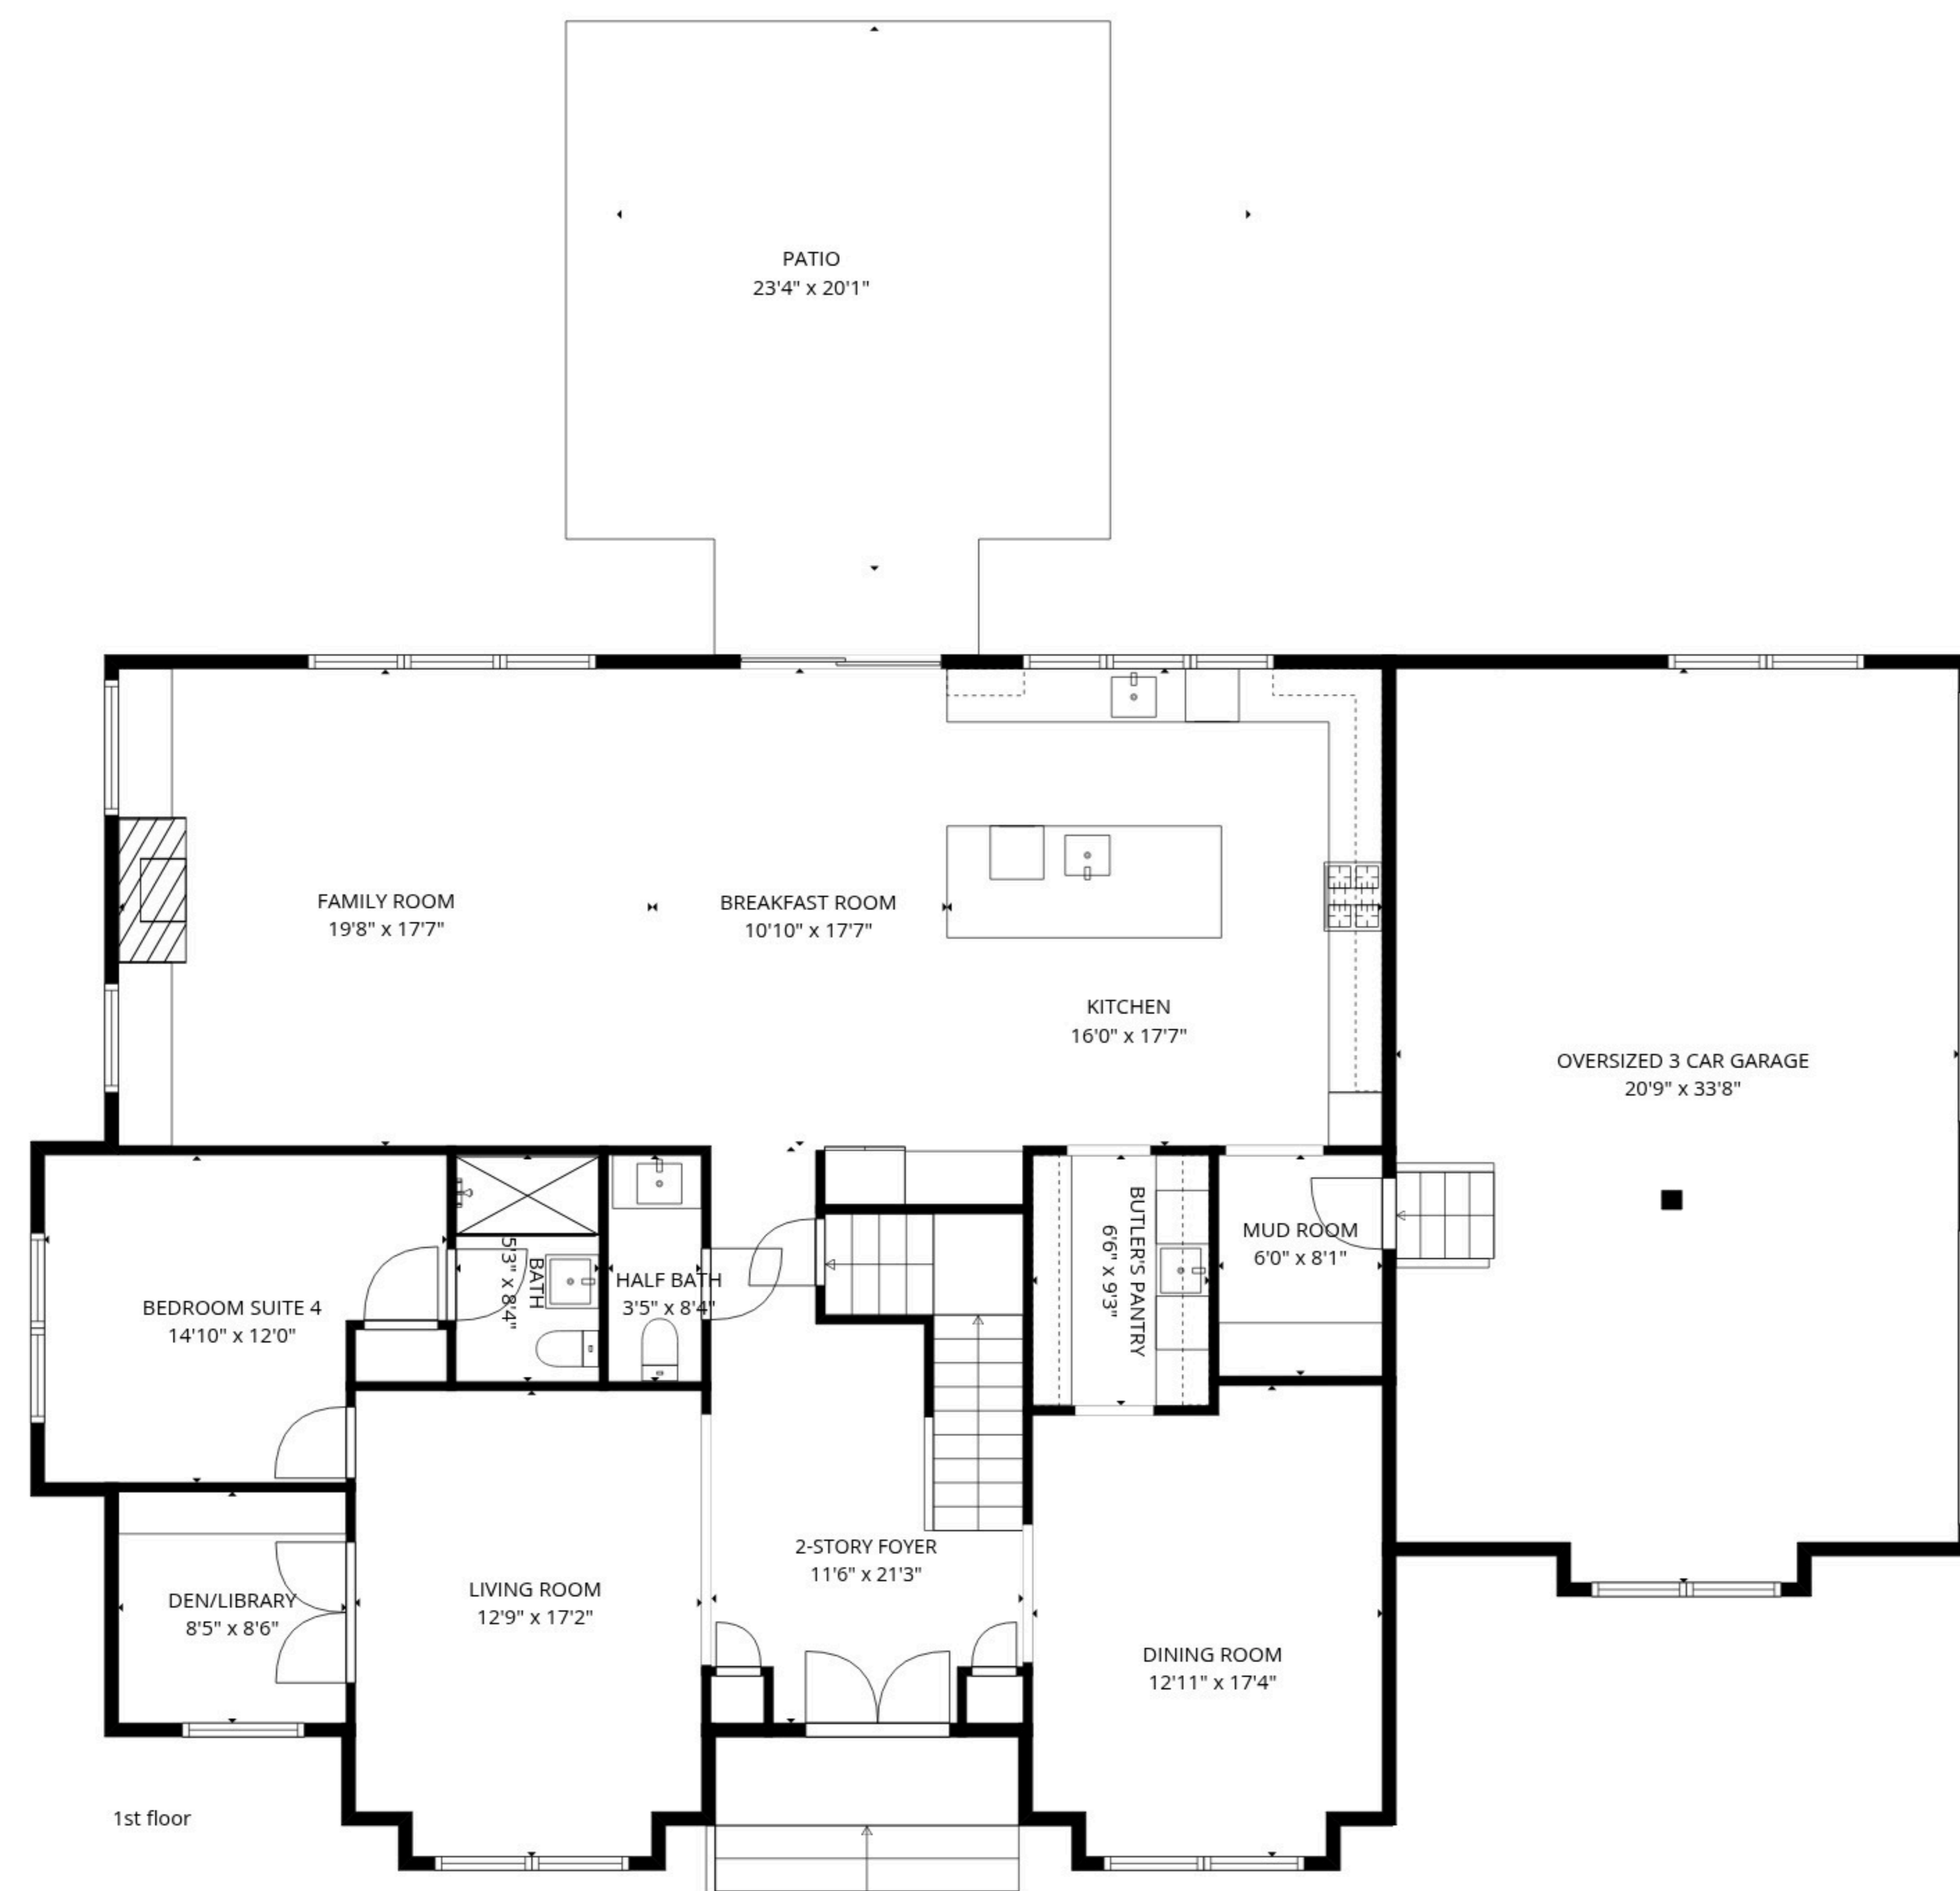 PATIO
23'4" x 20'1"
FAMILY ROOM
19'8" x 17'7"
BREAKFAST ROOM
10'10" x 17'7"
KITCHEN
16'0" x 17'7"
OVERSIZED 3 CAR GARAGE
20'9" x 33'8"
BEDROOM SUITE 4
14'10" x 12'0"
BATH
5'3" x 8'4"
HALF BATH
3'5" x 8'4"
BUTLER'S PANTRY
6'6" x 9'3"
MUD ROOM
6'0" x 8'1"
DEN/LIBRARY
8'5" x 8'6"
LIVING ROOM
12'9" x 17'2"
2-STORY FOYER
11'6" x 21'3"
DINING ROOM
12'11" x 17'4"
1st floor